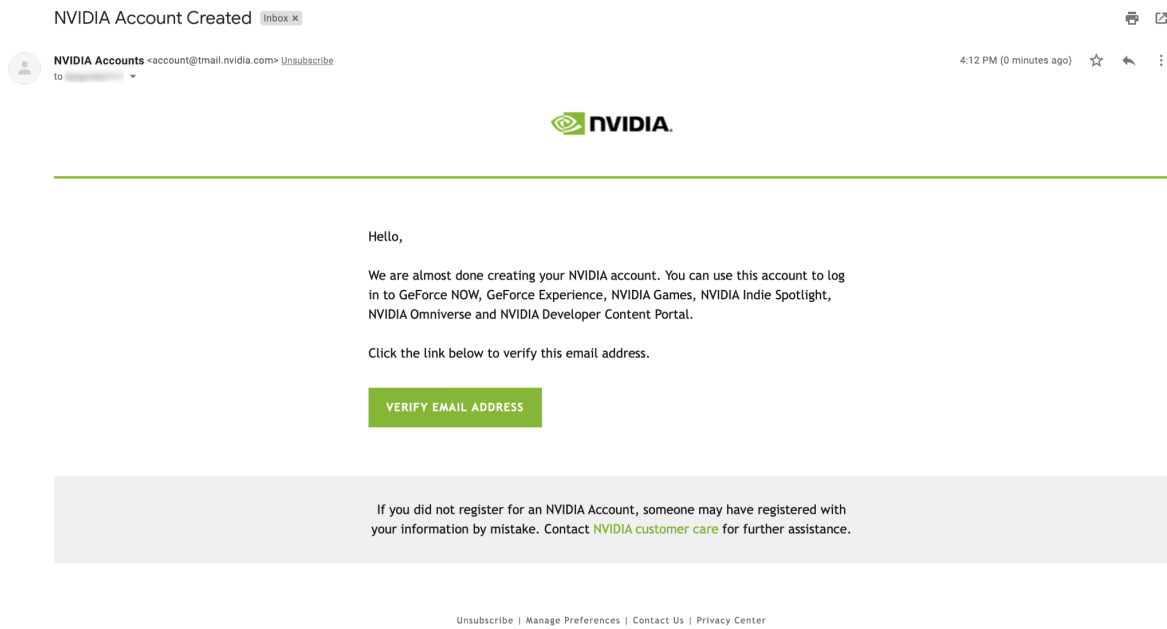 NVIDIA Account Created Inbox ×
NVIDIA Accounts <account@tmail.nvidia.com> Unsubscribe
4:12 PM (0 minutes ago)
to
NVIDIA.
Hello,
We are almost done creating your NVIDIA account. You can use this account to log
in to GeForce NOW, GeForce Experience, NVIDIA Games, NVIDIA Indie Spotlight,
NVIDIA Omniverse and NVIDIA Developer Content Portal.
Click the link below to verify this email address.
VERIFY EMAIL ADDRESS
If you did not register for an NVIDIA Account, someone may have registered with
your information by mistake. Contact NVIDIA customer care for further assistance.
Unsubscribe | Manage Preferences | Contact Us | Privacy Center